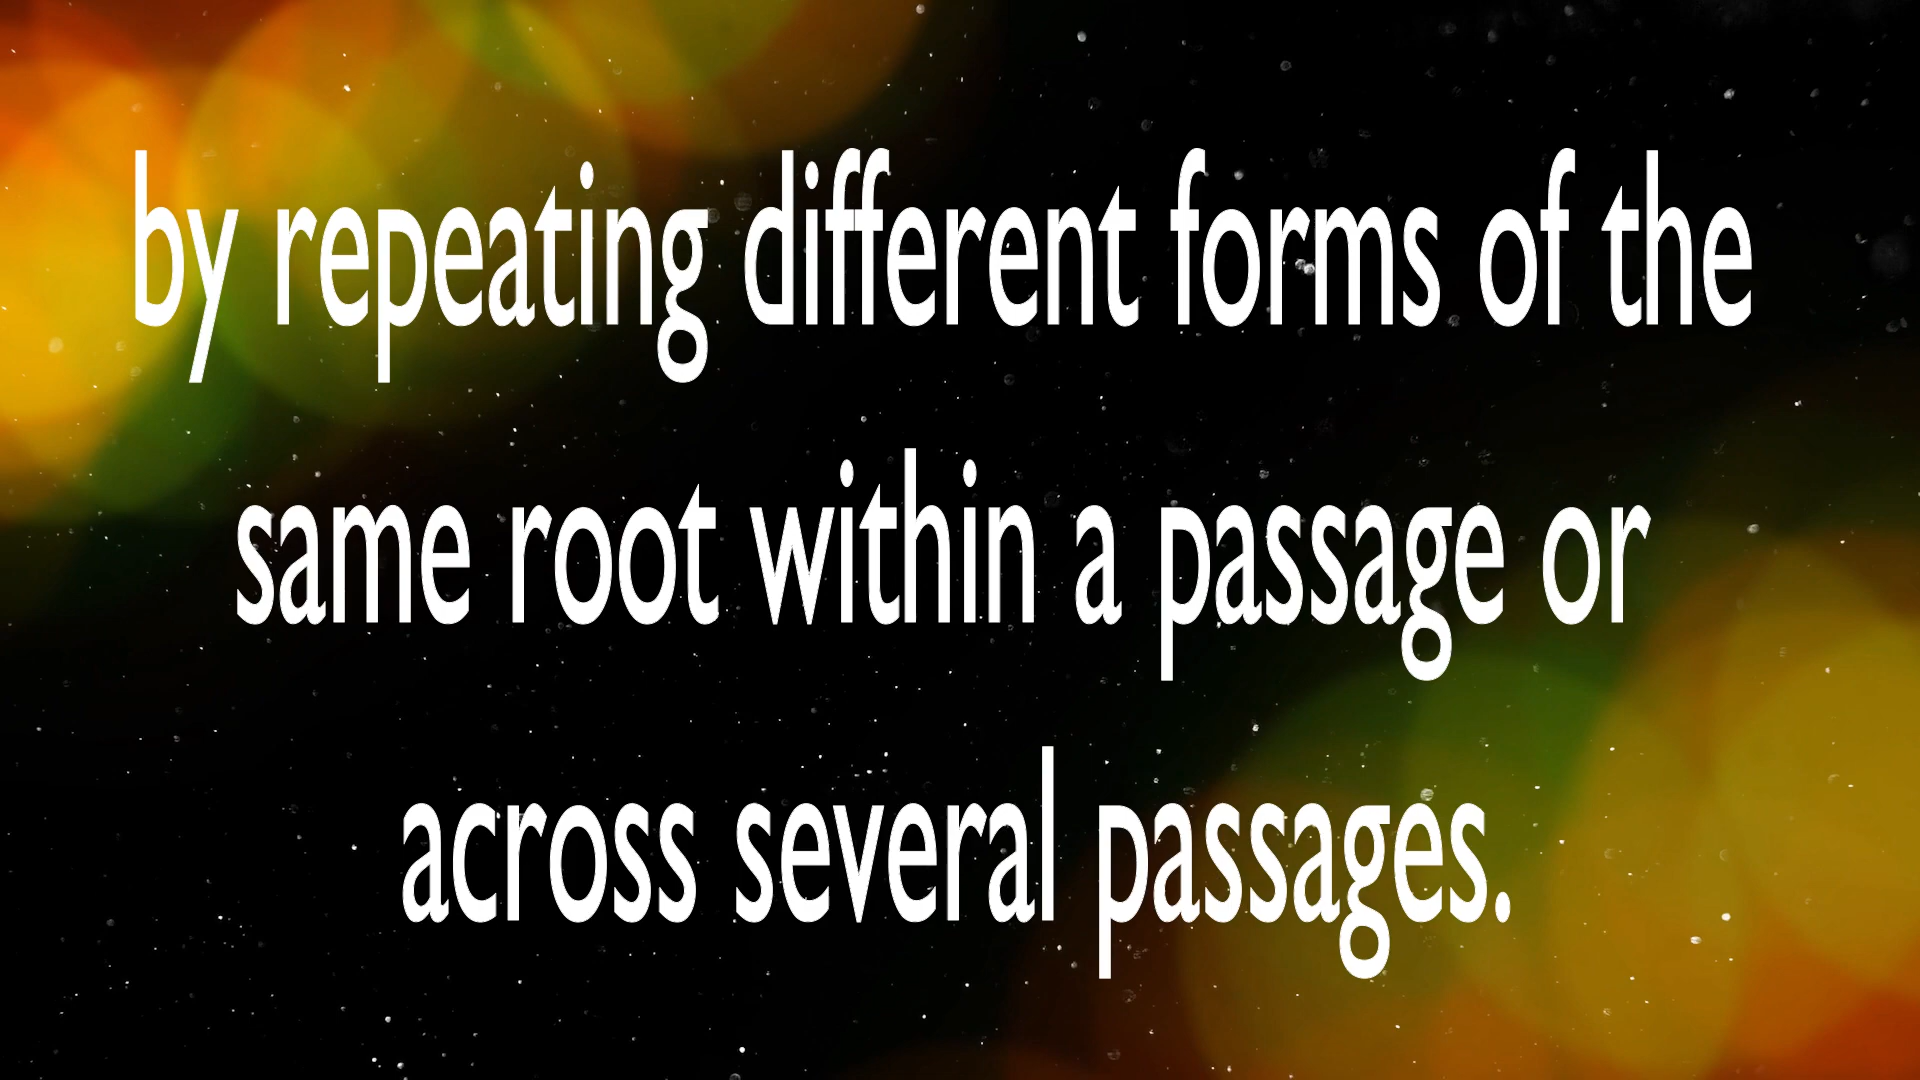 by repeating different forms of the
same root within a passage or
across several passages.